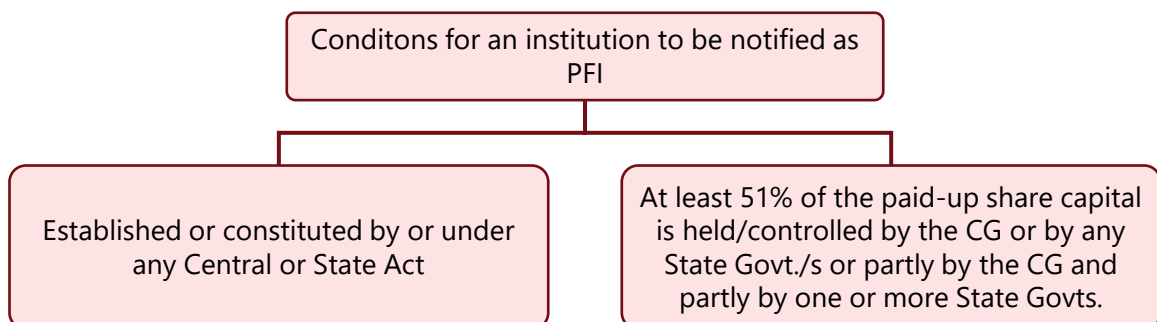 Conditons for an institution to be notified as
PFI
Established or constituted by or under
any Central or State Act
At least 51% of the paid-up share capital
is held/controlled by the CG or by any
State Govt./s or partly by the CG and
partly by one or more State Govts.